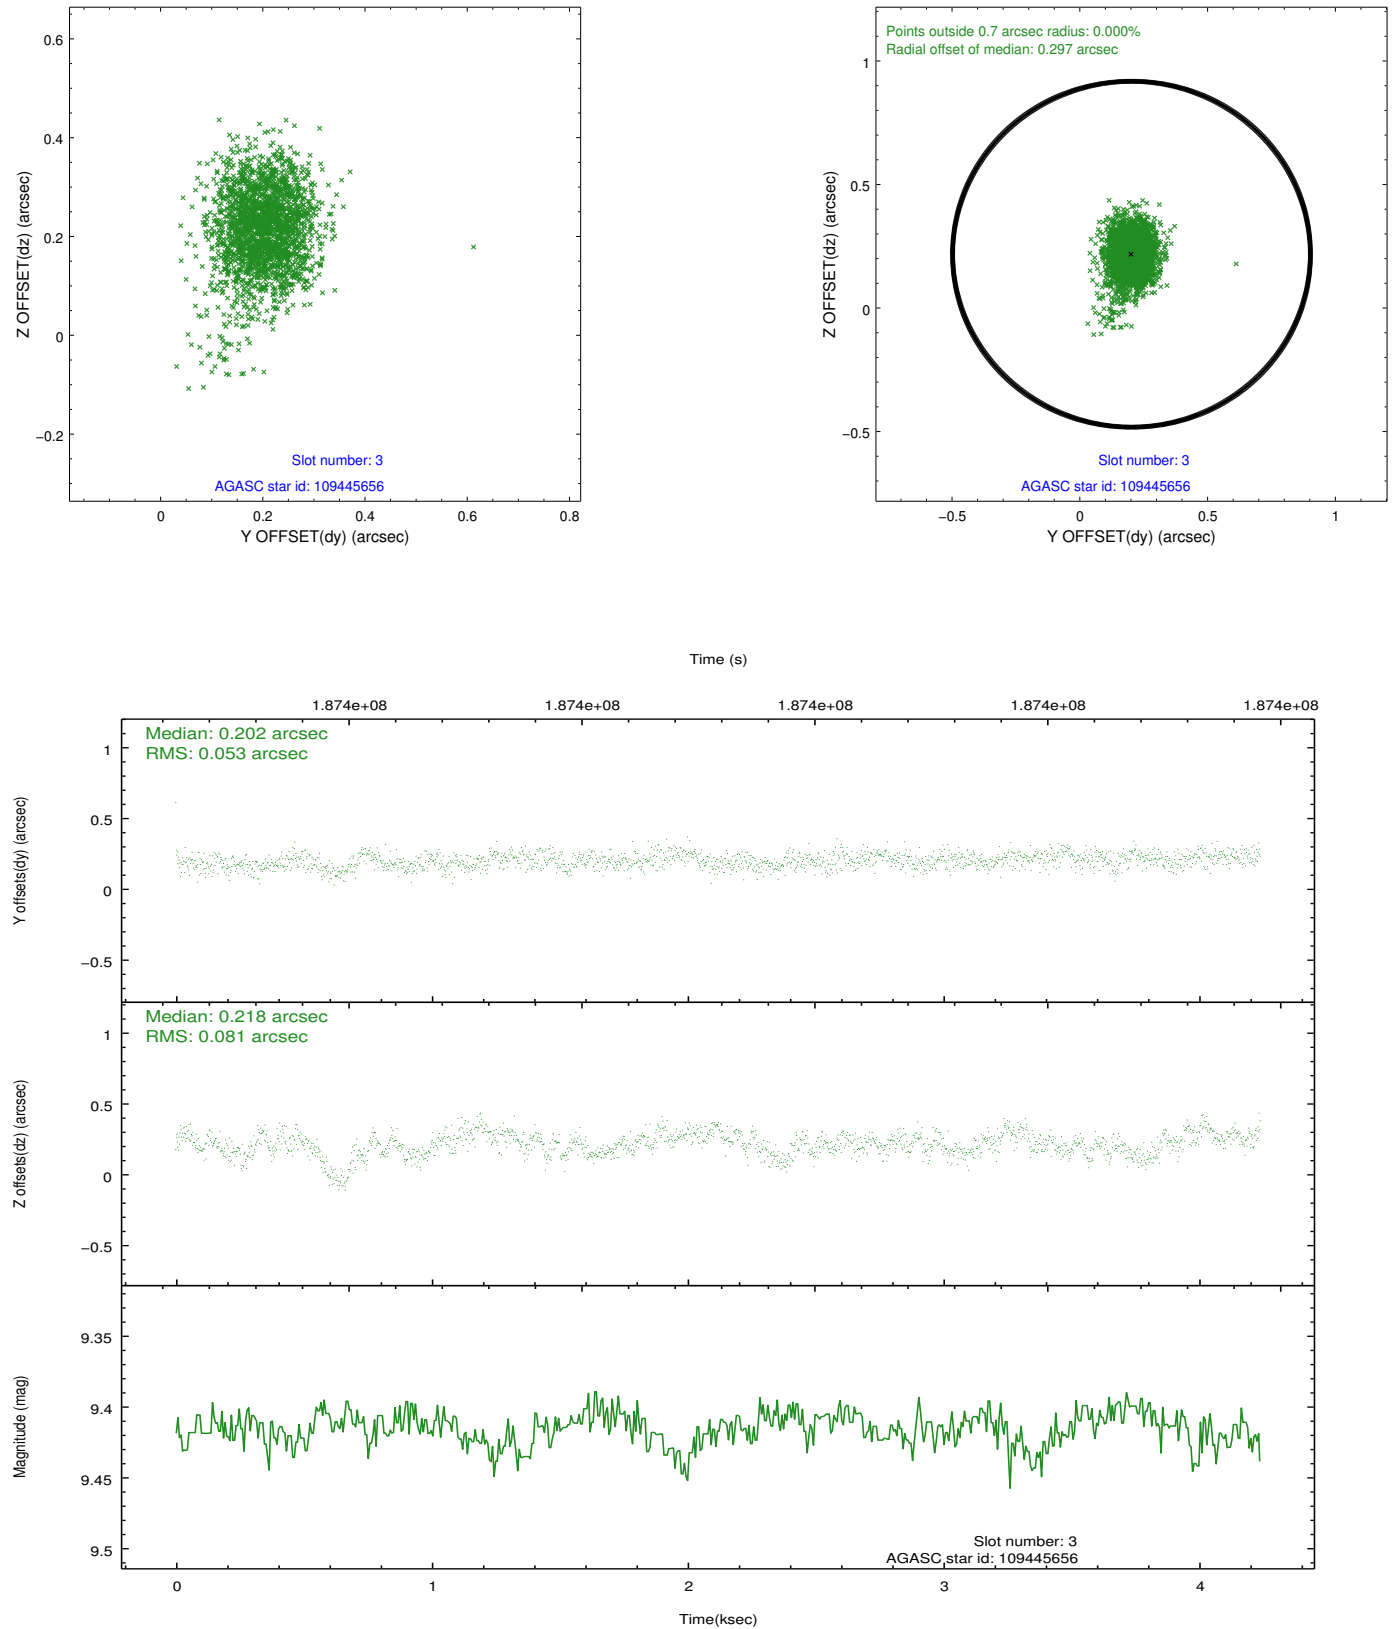 0.6
0.4
0.2
0
−0.2
Z OFFSET(dz) (arcsec)
Slot number: 3
AGASC star id: 109445656
0 0.2 0.4 0.6 0.8
Y OFFSET(dy) (arcsec)
Points outside 0.7 arcsec radius: 0.000%
Radial offset of median: 0.297 arcsec
1
0.5
0
−0.5
Z OFFSET(dz) (arcsec)
Slot number: 3
AGASC star id: 109445656
−0.5 0 0.5 1
Y OFFSET(dy) (arcsec)
Time (s)
1.874e+08 1.874e+08 1.874e+08 1.874e+08 1.874e+08
Median: 0.202 arcsec
RMS: 0.053 arcsec
1
0.5
0
−0.5
Y offsets(dy) (arcsec)
Median: 0.218 arcsec
RMS: 0.081 arcsec
1
0.5
0
−0.5
Z offsets(dz) (arcsec)
9.35
9.4
9.45
9.5
Magnitude (mag)
Slot number: 3
AGASC star id: 109445656
0 1 2 3 4
Time(ksec)